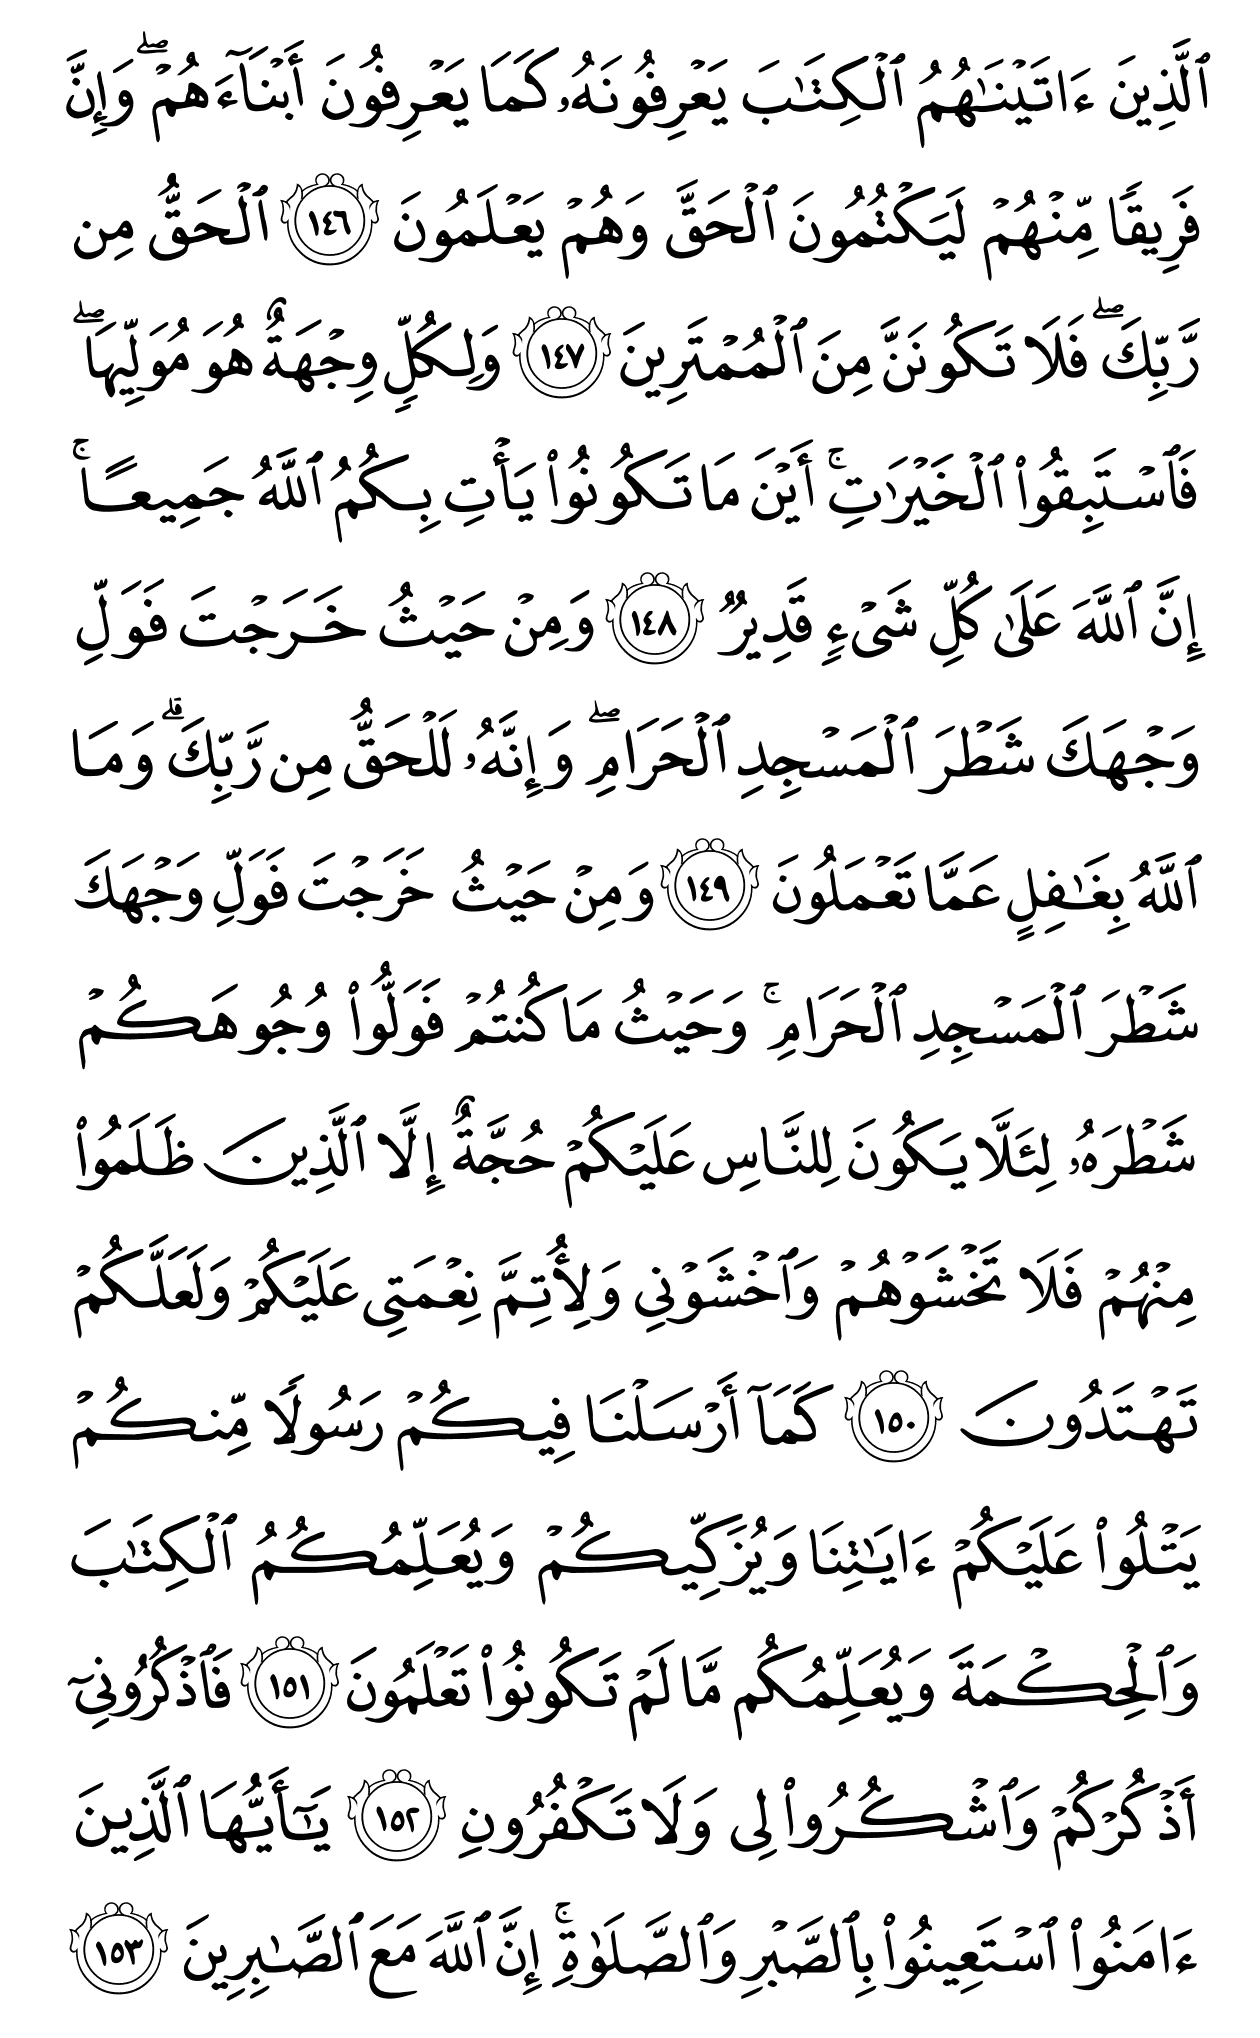 ٱلَّذِينَ ءَاتَيْنَٰهُمُ ٱلْكِتَٰبَ يَعْرِفُونَهُۥ كَمَا يَعْرِفُونَ أَبْنَآءَهُمْ ۖ وَإِنَّ
فَرِيقًا مِّنْهُمْ لَيَكْتُمُونَ ٱلْحَقَّ وَهُمْ يَعْلَمُونَ ١٤٦ ٱلْحَقُّ مِن
رَّبِّكَ ۖ فَلَا تَكُونَنَّ مِنَ ٱلْمُمْتَرِينَ ١٤٧ وَلِكُلٍّ وِجْهَةٌ هُوَ مُوَلِّيهَا ۖ
فَٱسْتَبِقُوا۟ ٱلْخَيْرَٰتِ ۚ أَيْنَ مَا تَكُونُوا۟ يَأْتِ بِكُمُ ٱللَّهُ جَمِيعًا ۚ
إِنَّ ٱللَّهَ عَلَىٰ كُلِّ شَىْءٍ قَدِيرٌ ١٤٨ وَمِنْ حَيْثُ خَرَجْتَ فَوَلِّ
وَجْهَكَ شَطْرَ ٱلْمَسْجِدِ ٱلْحَرَامِ ۖ وَإِنَّهُۥ لَلْحَقُّ مِن رَّبِّكَ ۗ وَمَا
ٱللَّهُ بِغَٰفِلٍ عَمَّا تَعْمَلُونَ ١٤٩ وَمِنْ حَيْثُ خَرَجْتَ فَوَلِّ وَجْهَكَ
شَطْرَ ٱلْمَسْجِدِ ٱلْحَرَامِ ۚ وَحَيْثُ مَا كُنتُمْ فَوَلُّوا۟ وُجُوهَكُمْ
شَطْرَهُۥ لِئَلَّا يَكُونَ لِلنَّاسِ عَلَيْكُمْ حُجَّةٌ إِلَّا ٱلَّذِينَ ظَلَمُوا۟
مِنْهُمْ فَلَا تَخْشَوْهُمْ وَٱخْشَوْنِي وَلِأُتِمَّ نِعْمَتِى عَلَيْكُمْ وَلَعَلَّكُمْ
تَهْتَدُونَ ١٥٠ كَمَآ أَرْسَلْنَا فِيكُمْ رَسُولًا مِّنكُمْ
يَتْلُوا۟ عَلَيْكُمْ ءَايَٰتِنَا وَيُزَكِّيكُمْ وَيُعَلِّمُكُمُ ٱلْكِتَٰبَ
وَٱلْحِكْمَةَ وَيُعَلِّمُكُم مَّا لَمْ تَكُونُوا۟ تَعْلَمُونَ ١٥١ فَٱذْكُرُونِىٓ
أَذْكُرْكُمْ وَٱشْكُرُوا۟ لِى وَلَا تَكْفُرُونِ ١٥٢ يَٰٓأَيُّهَا ٱلَّذِينَ
ءَامَنُوا۟ ٱسْتَعِينُوا۟ بِٱلصَّبْرِ وَٱلصَّلَوٰةِ ۚ إِنَّ ٱللَّهَ مَعَ ٱلصَّٰبِرِينَ ١٥٣